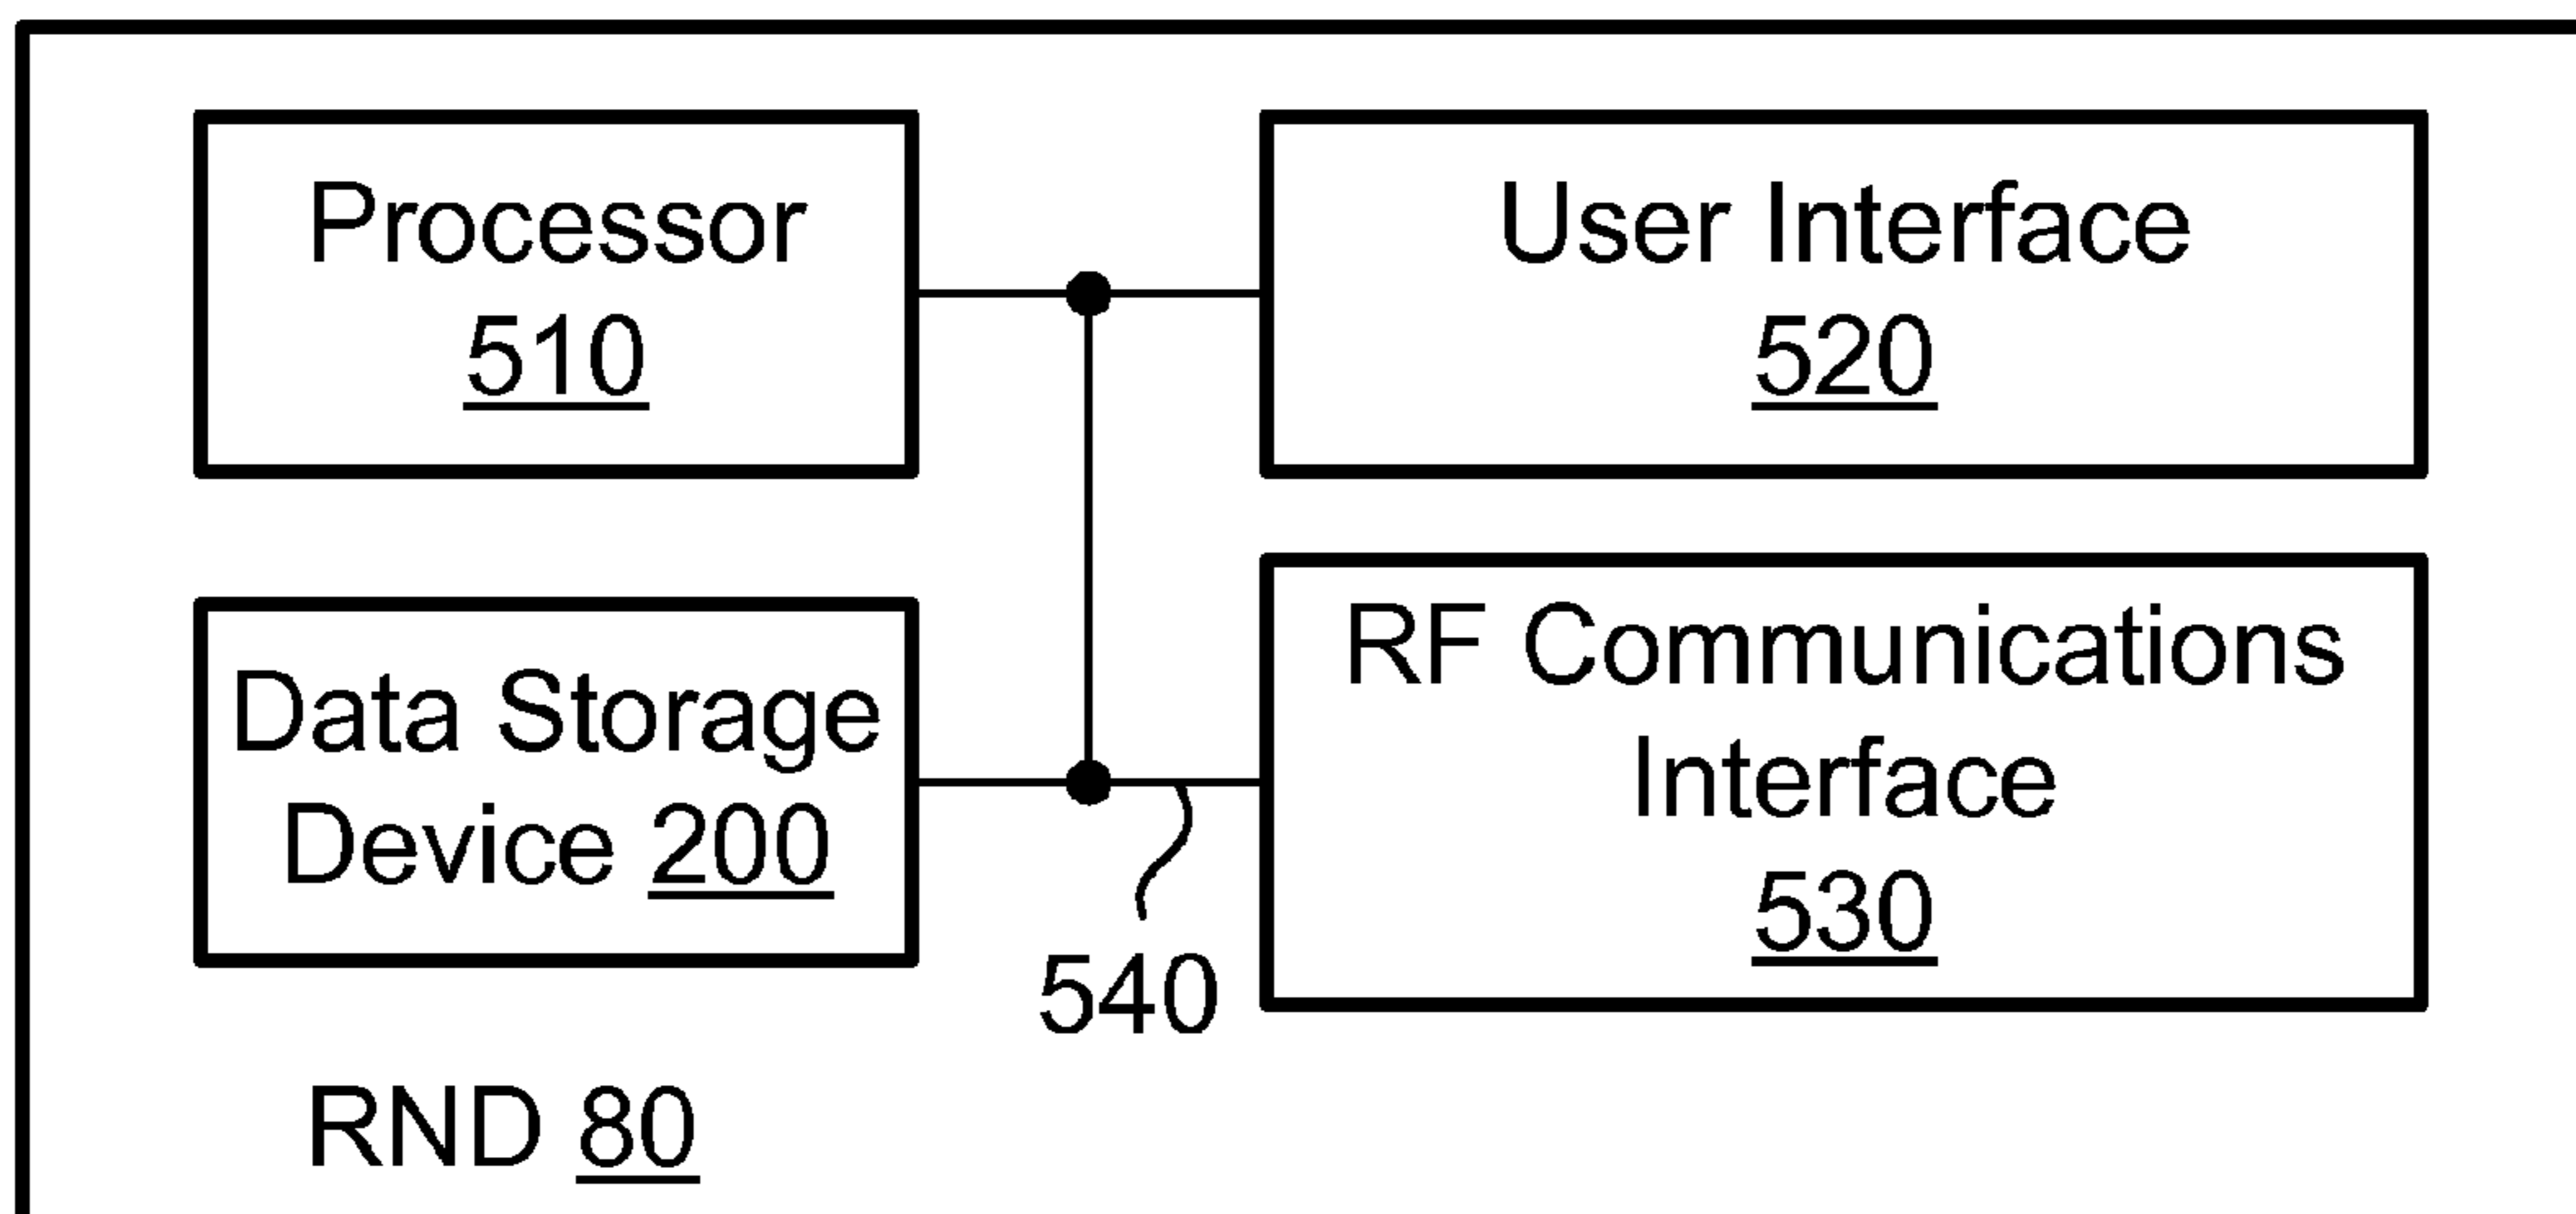 Processor
510
User Interface
520
Data Storage
Device 200
RF Communications
Interface
530
540
RND 80